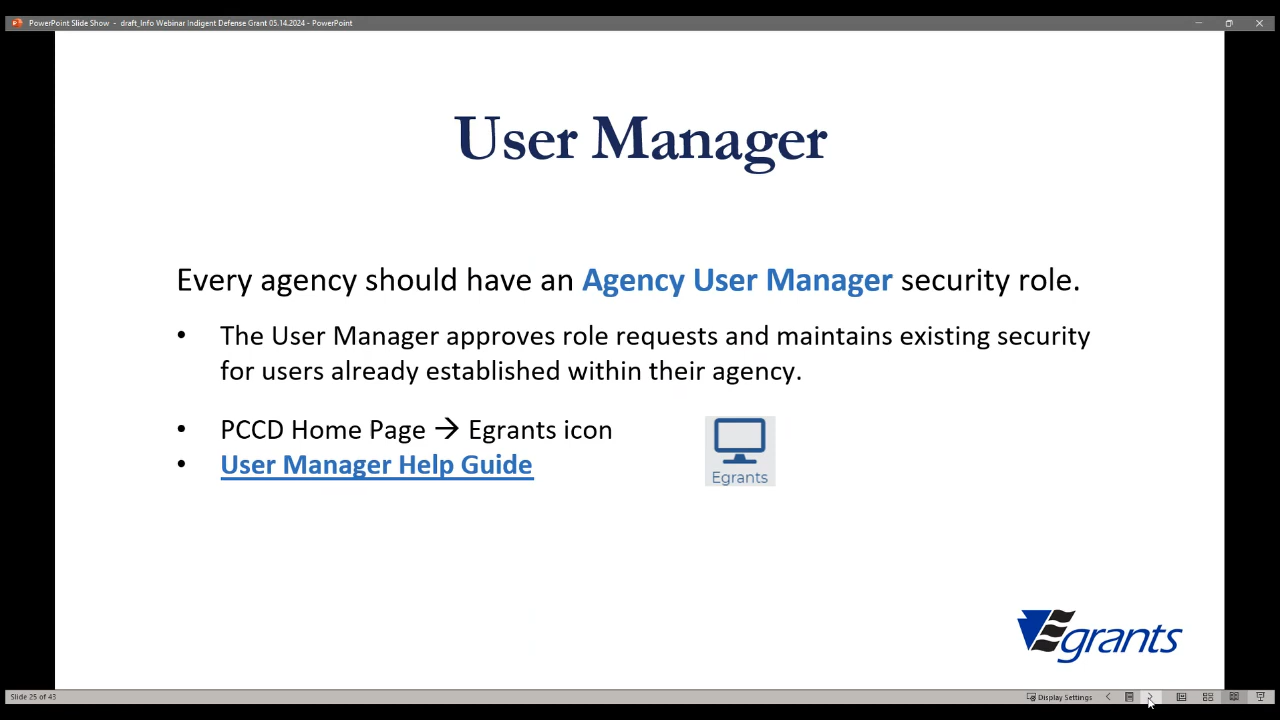 PowerPoint Slide Show - draft_Info Webinar Indigent Defense Grant 05.14.2024 - PowerPoint
User Manager
Every agency should have an Agency User Manager security role.
• The User Manager approves role requests and maintains existing security
for users already established within their agency.
• PCCD Home Page → Egrants icon
• User Manager Help Guide
Egrants
Egrants
Slide 25 of 43
Display Settings